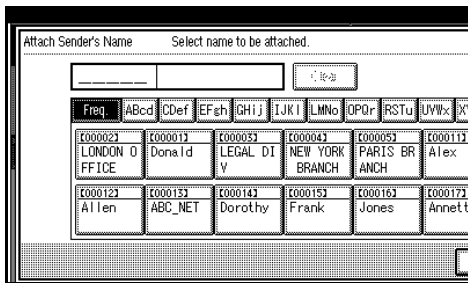 Attach Sender's Name Select name to be attached.
Clear
Freq. ABcd CDef EFgh GHij IJKl LMNo OPQr RSTu UVWx
[00002] [00001] [00003] [00004] [00005] [00011]
LONDON O Donald LEGAL DI NEW YORK PARIS BR Alex
FFICE V BRANCH ANCH
[00012] [00013] [00014] [00015] [00016] [00017]
Allen ABC_NET Dorothy Frank Jones Annett